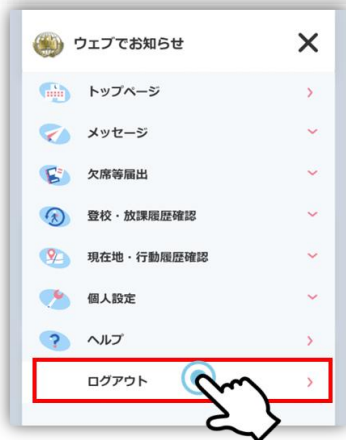 ウェブでお知らせ
トップページ
メッセージ
欠席等届出
登校・放課履歴確認
現在地・行動履歴確認
個人設定
ヘルプ
ログアウト